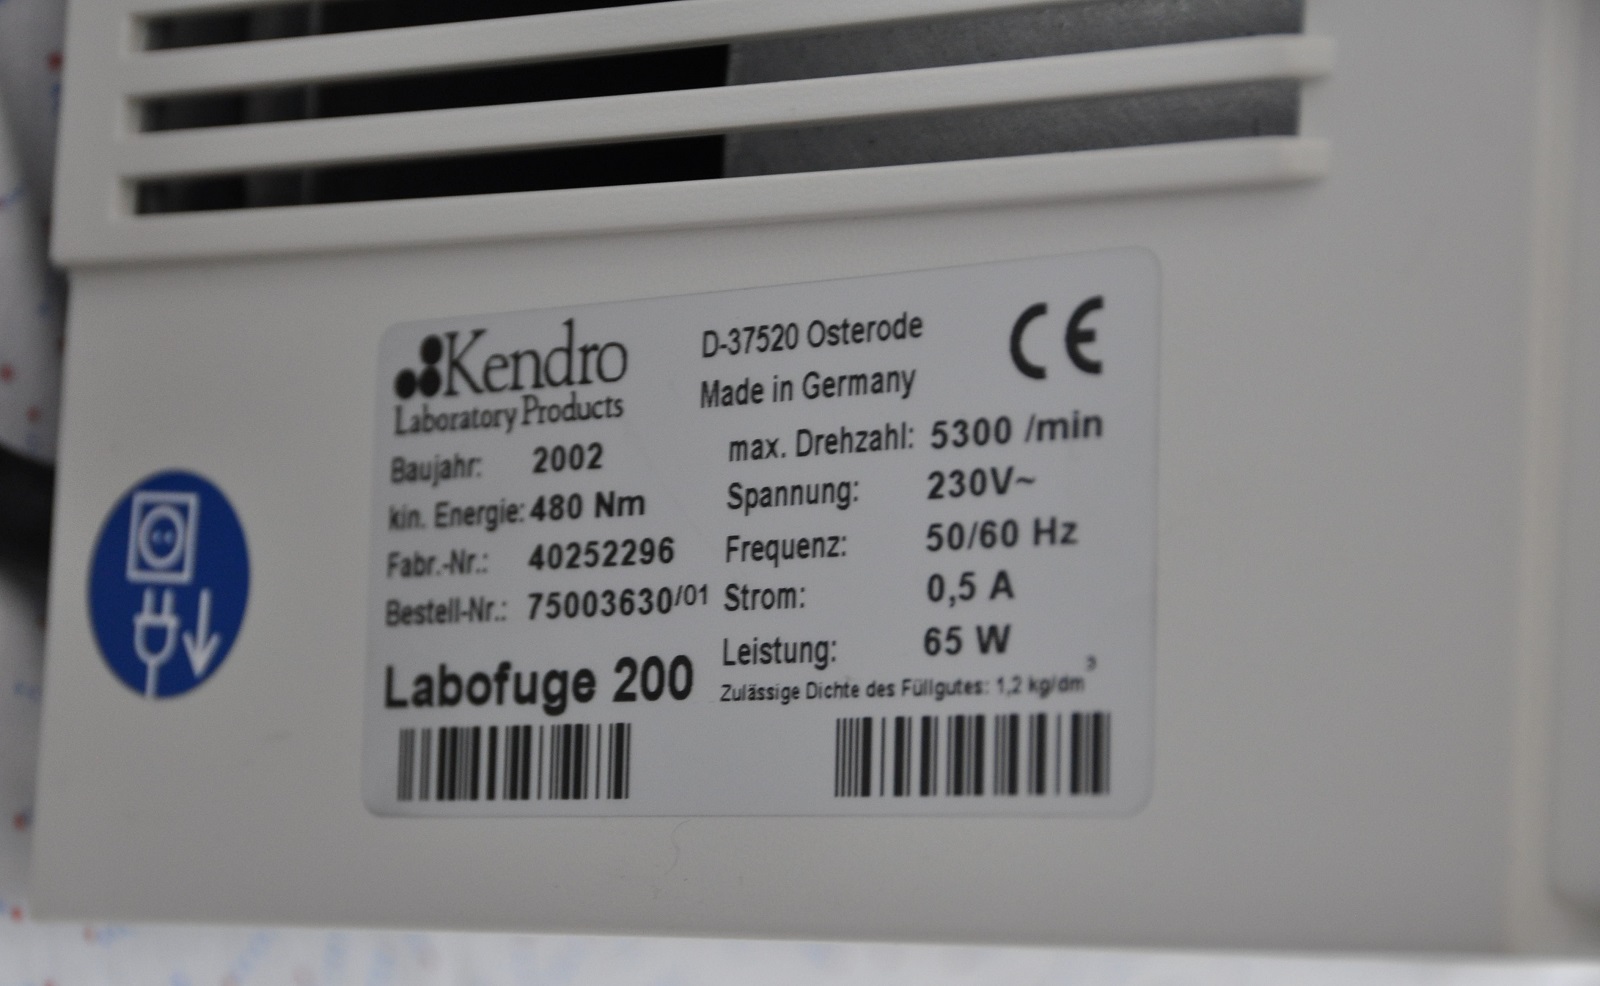 Kendro
Laboratory Products
D-37520 Osterode
Made in Germany
CE
Baujahr: 2002
kin. Energie: 480 Nm
Fabr.-Nr.: 40252296
Bestell-Nr.: 75003630/01
Labofuge 200
max. Drehzahl: 5300 /min
Spannung: 230V~
Frequenz: 50/60 Hz
Strom: 0,5 A
Leistung: 65 W
Zulässige Dichte des Füllgutes: 1,2 kg/dm³